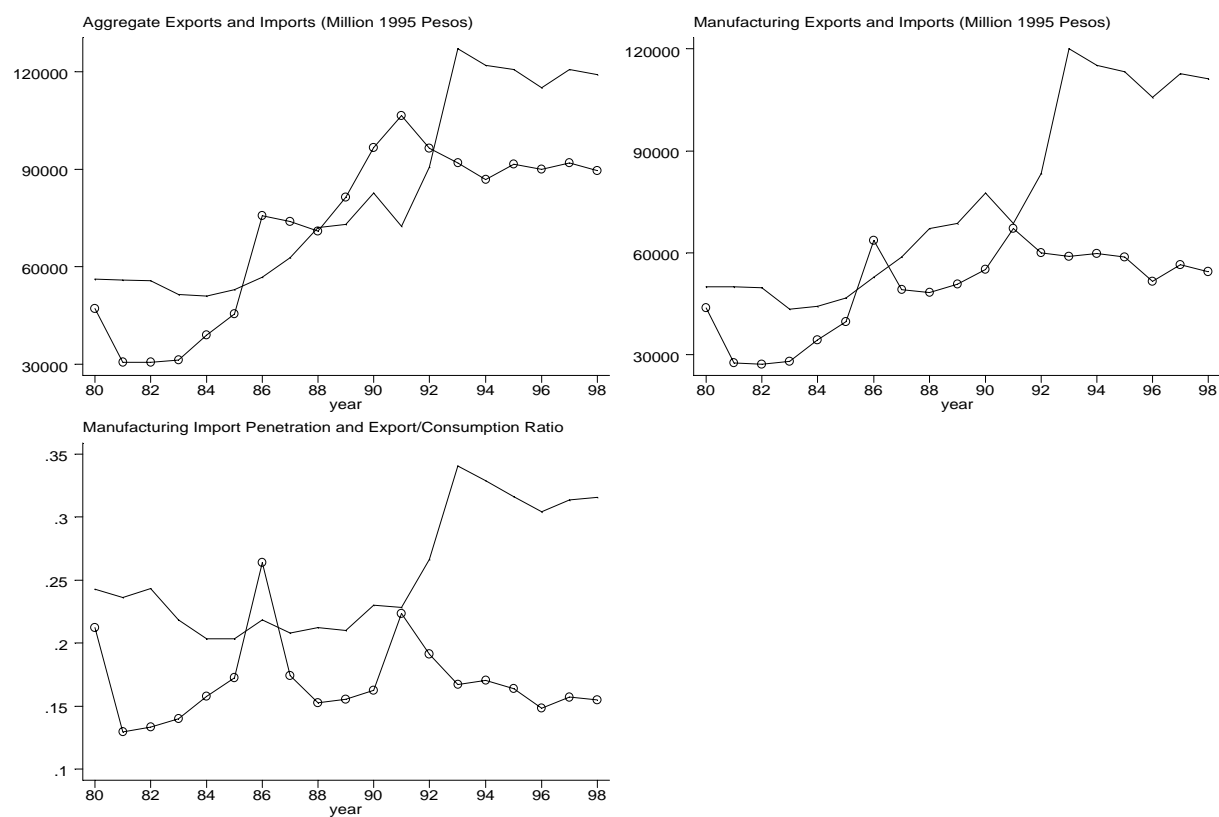 Aggregate Exports and Imports (Million 1995 Pesos)
120000
90000
60000
30000
80 82 84 86 88 90 92 94 96 98
year
Manufacturing Exports and Imports (Million 1995 Pesos)
120000
90000
60000
30000
80 82 84 86 88 90 92 94 96 98
year
Manufacturing Import Penetration and Export/Consumption Ratio
.35
.3
.25
.2
.15
.1
80 82 84 86 88 90 92 94 96 98
year